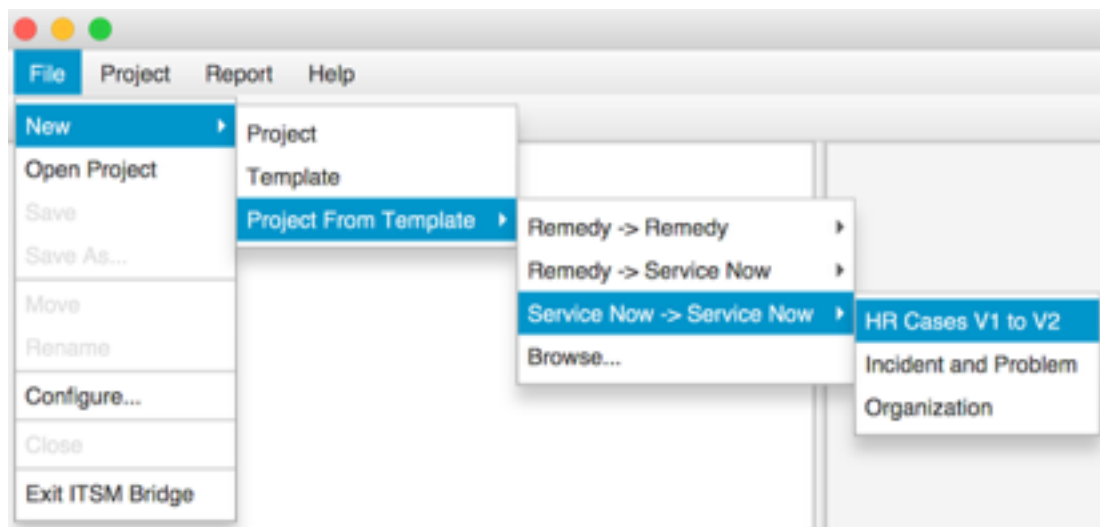 File Project Report Help
New
Open Project
Save
Save As...
Move
Rename
Configure...
Close
Exit ITSM Bridge
Project
Template
Project From Template
Remedy -> Remedy
Remedy -> Service Now
Service Now -> Service Now
Browse...
HR Cases V1 to V2
Incident and Problem
Organization